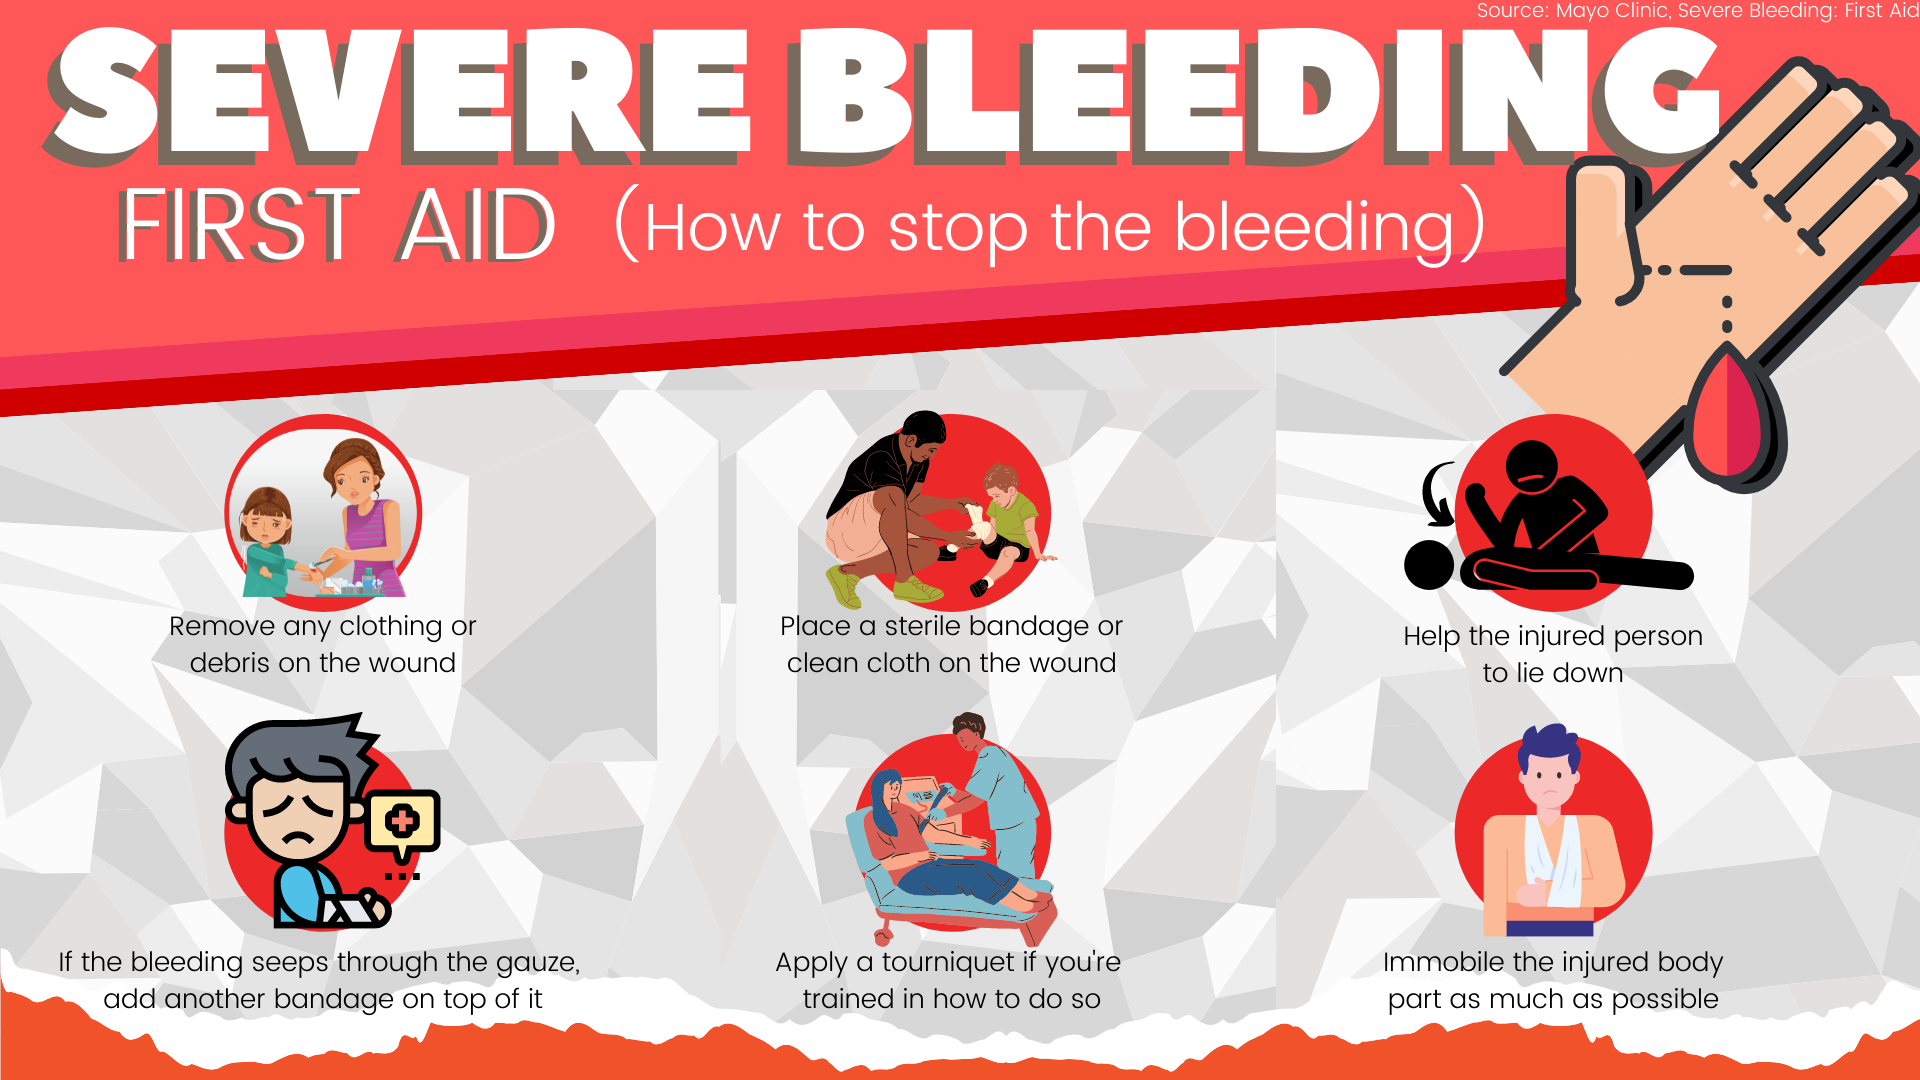 Source: Mayo Clinic, Severe Bleeding: First Aid
SEVERE BLEEDING
FIRST AID (How to stop the bleeding)
Remove any clothing or
debris on the wound
Place a sterile bandage or
clean cloth on the wound
Help the injured person
to lie down
If the bleeding seeps through the gauze,
add another bandage on top of it
Apply a tourniquet if you're
trained in how to do so
Immobile the injured body
part as much as possible